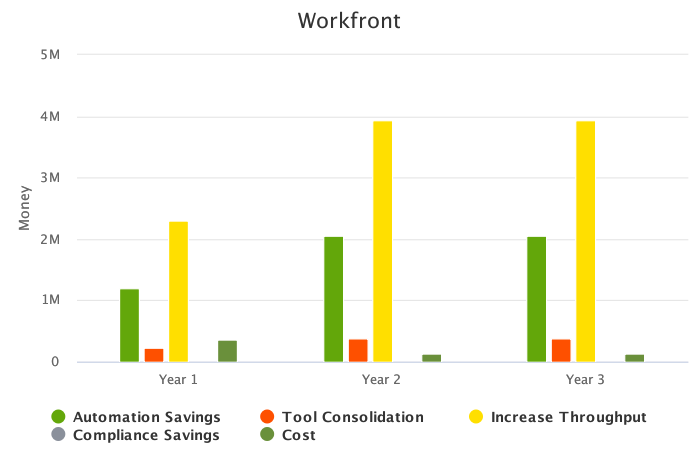 Workfront
5M
4M
3M
2M
1M
0
Money
Year 1
Year 2
Year 3
Automation Savings
Tool Consolidation
Increase Throughput
Compliance Savings
Cost